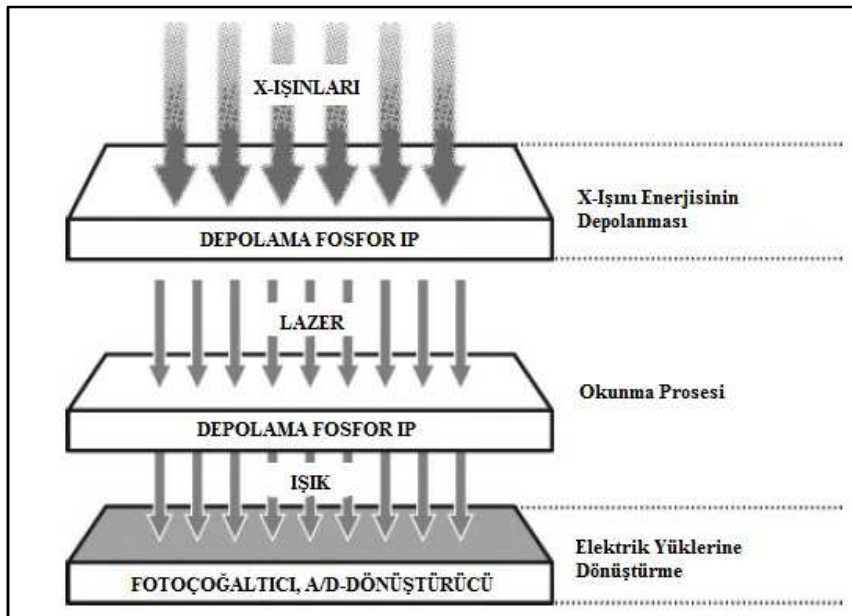 X-IŞINLARI
X-Işını Enerjisinin
Depolanması
DEPOLAMA FOSFOR IP
LAZER
Okunma Prosesi
DEPOLAMA FOSFOR IP
IŞIK
Elektrik Yüklerine
Dönüştürme
FOTOÇOĞALTICI, A/D-DÖNÜŞTÜRÜCÜ